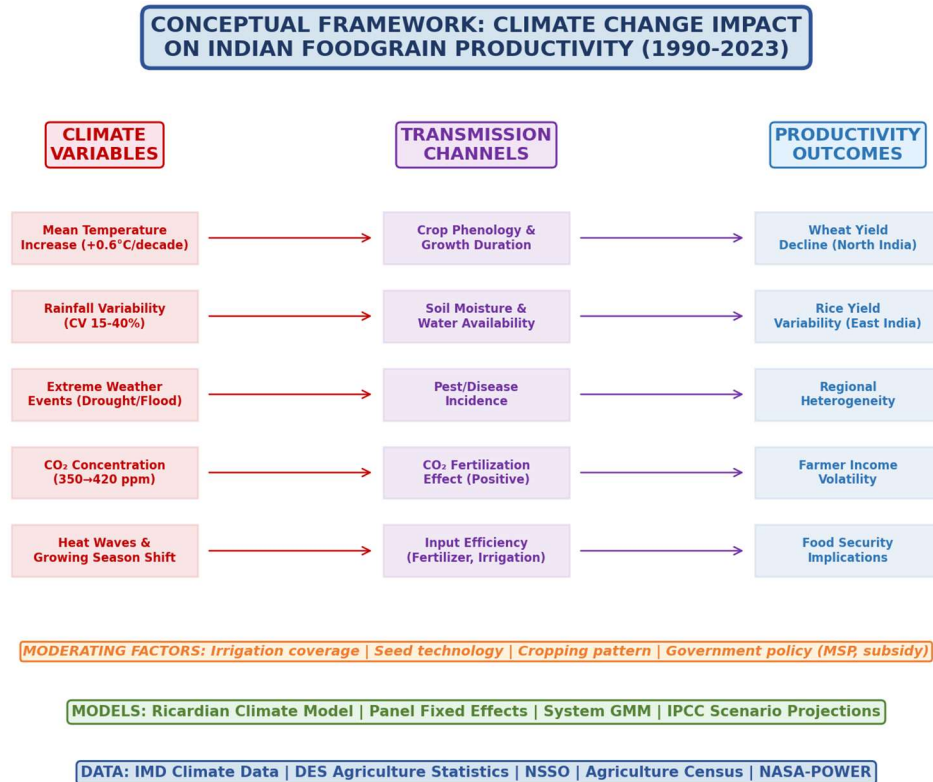 CONCEPTUAL FRAMEWORK: CLIMATE CHANGE IMPACT
ON INDIAN FOODGRAIN PRODUCTIVITY (1990-2023)
CLIMATE
VARIABLES
TRANSMISSION
CHANNELS
PRODUCTIVITY
OUTCOMES
Mean Temperature
Increase (+0.6°C/decade)
Crop Phenology &
Growth Duration
Wheat Yield
Decline (North India)
Rainfall Variability
(CV 15-40%)
Soil Moisture &
Water Availability
Rice Yield
Variability (East India)
Extreme Weather
Events (Drought/Flood)
Pest/Disease
Incidence
Regional
Heterogeneity
CO₂ Concentration
(350→420 ppm)
CO₂ Fertilization
Effect (Positive)
Farmer Income
Volatility
Heat Waves &
Growing Season Shift
Input Efficiency
(Fertilizer, Irrigation)
Food Security
Implications
MODERATING FACTORS: Irrigation coverage | Seed technology | Cropping pattern | Government policy (MSP, subsidy)
MODELS: Ricardian Climate Model | Panel Fixed Effects | System GMM | IPCC Scenario Projections
DATA: IMD Climate Data | DES Agriculture Statistics | NSSO | Agriculture Census | NASA-POWER